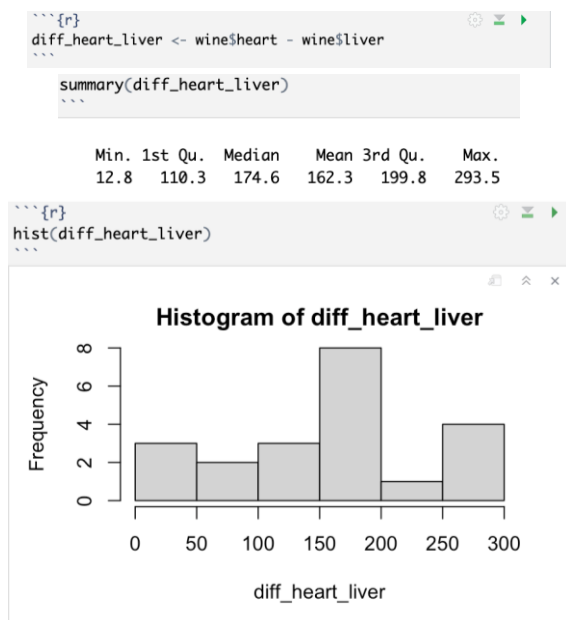 ```{r}
diff_heart_liver <- wine$heart - wine$liver
```
summary(diff_heart_liver)
```
Min. 1st Qu. Median Mean 3rd Qu. Max.
12.8 110.3 174.6 162.3 199.8 293.5
```{r}
hist(diff_heart_liver)
```
Histogram of diff_heart_liver
8
6
4
2
0
Frequency
0 50 100 150 200 250 300
diff_heart_liver